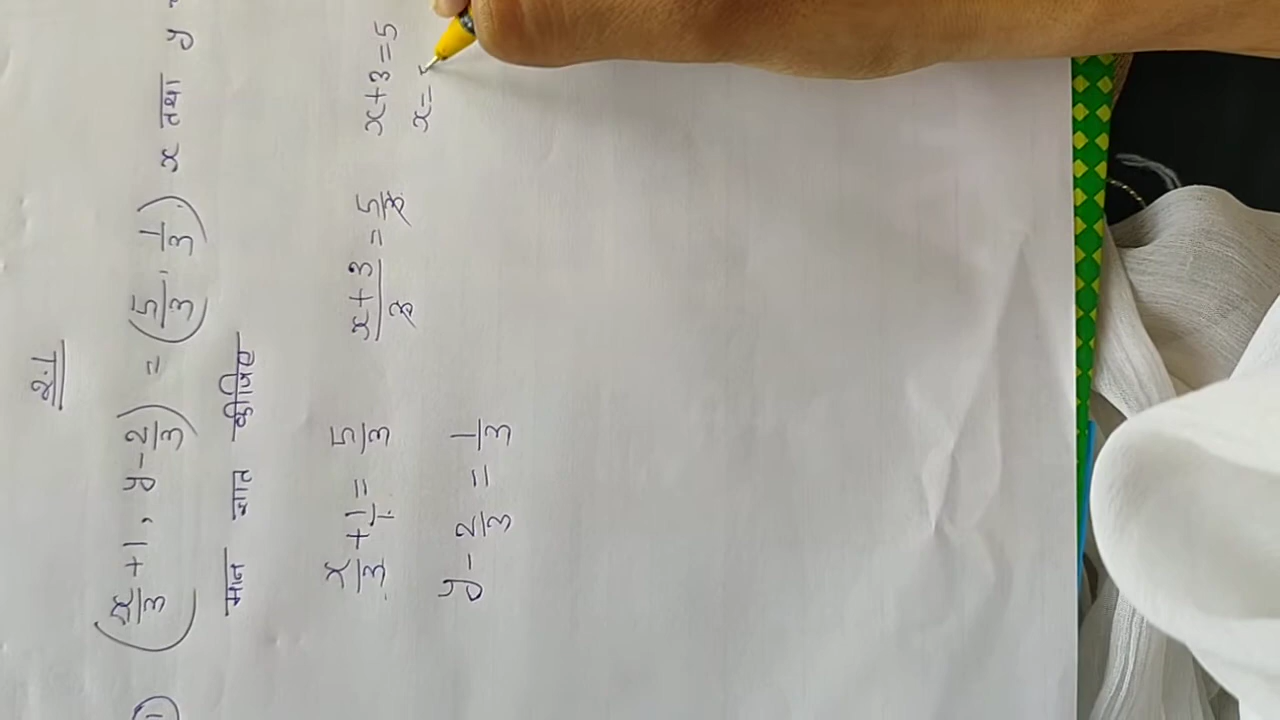 2.1
1) (x/3 + 1, y - 2/3) = (5/3, 1/3) x तथा y
मान ज्ञात कीजिए
x/3 + 1/1 = 5/3
x + 3/3 = 5/3
x + 3 = 5
x =
y - 2/3 = 1/3